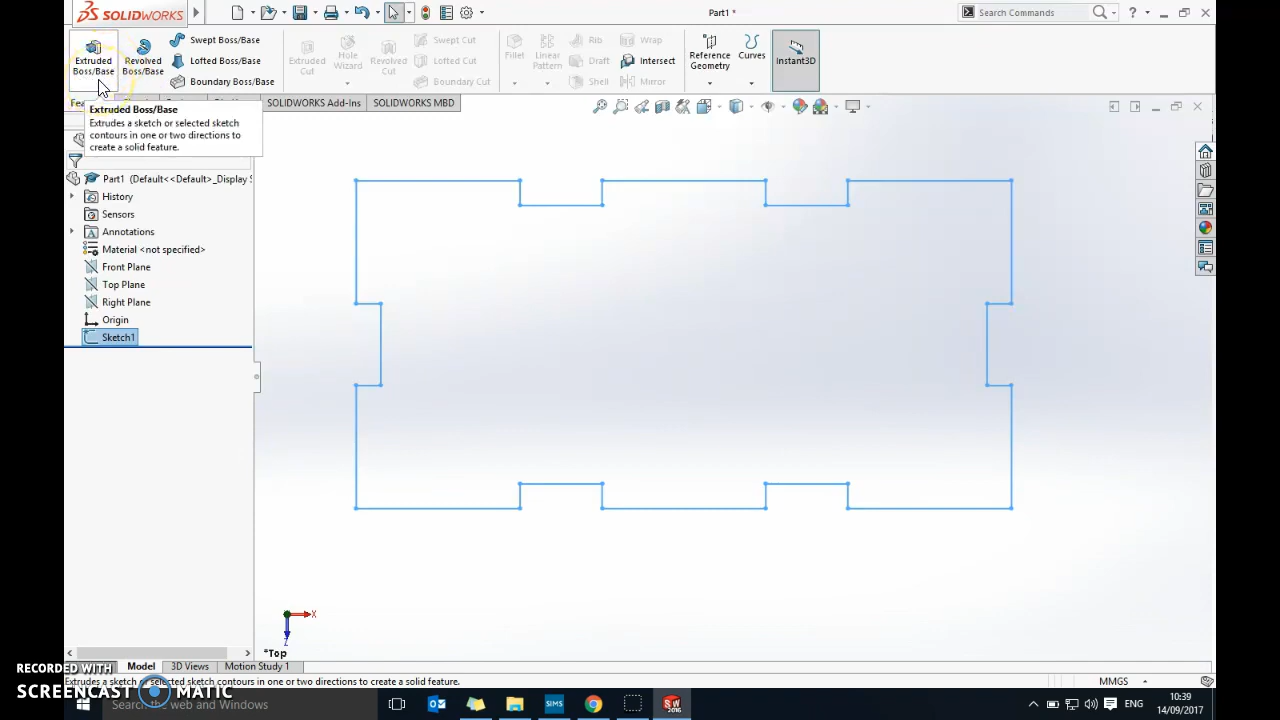 SOLIDWORKS
Part1 *
Search Commands
?
Extruded Boss/Base
Revolved Boss/Base
Swept Boss/Base
Lofted Boss/Base
Boundary Boss/Base
Extruded Cut
Hole Wizard
Revolved Cut
Swept Cut
Lofted Cut
Boundary Cut
Fillet
Linear Pattern
Rib
Draft
Shell
Wrap
Intersect
Mirror
Reference Geometry
Curves
Instant3D
SOLIDWORKS Add-Ins
SOLIDWORKS MBD
Extruded Boss/Base
Extrudes a sketch or selected sketch
contours in one or two directions to
create a solid feature.
Part1 (Default<<Default>_Display S
History
Sensors
Annotations
Material <not specified>
Front Plane
Top Plane
Right Plane
Origin
Sketch1
X
Z
*Top
Model
3D Views
Motion Study 1
Extrudes a sketch or selected sketch contours in one or two directions to create a solid feature.
MMGS
RECORDED WITH
SCREENCAST MATIC
Search the web and Windows
SIMS
SW
2016
ENG
10:39
14/09/2017